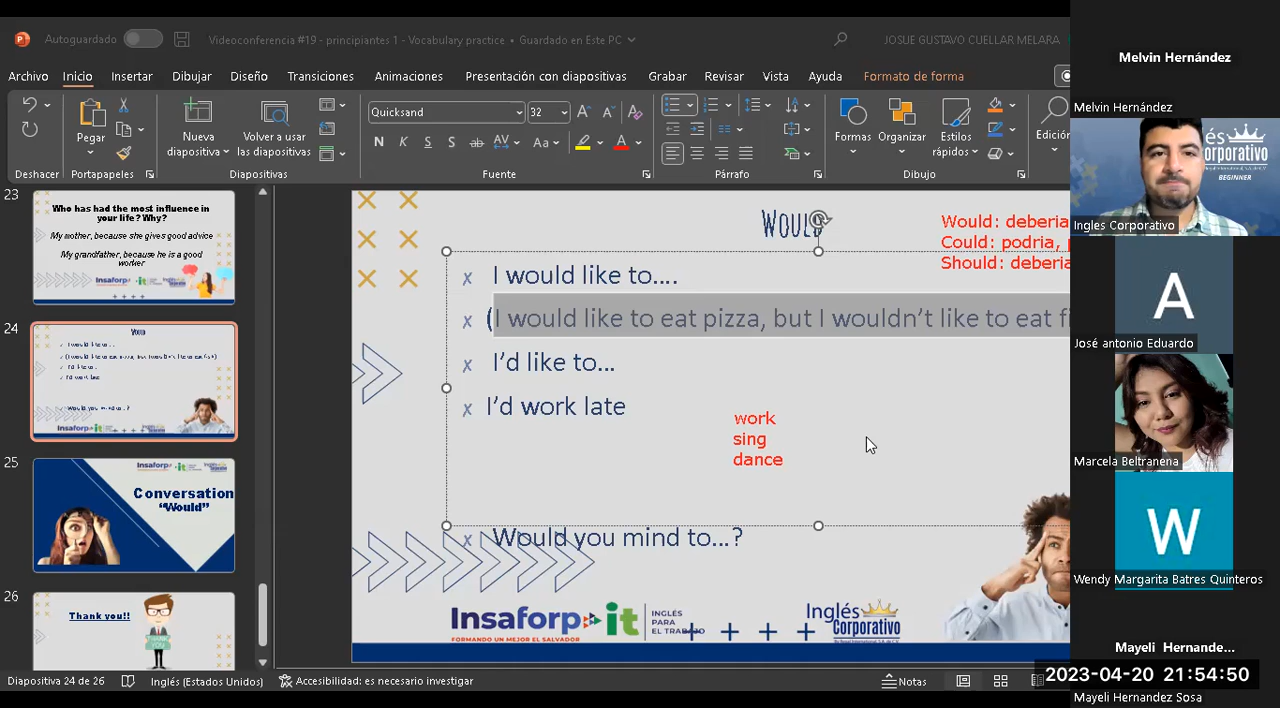 Autoguardado
Videoconferencia #19 - principiantes 1 - Vocabulary practice • Guardado en Este PC
JOSUE GUSTAVO CUELLAR MELARA
Archivo Inicio Insertar Dibujar Diseño Transiciones Animaciones Presentación con diapositivas Grabar Revisar Vista Ayuda Formato de forma
Quicksand 32
Pegar
Nueva diapositiva
Volver a usar las diapositivas
N K S S ab AV Aa A
Formas Organizar Estilos rápidos Edición
Deshacer Portapapeles Diapositivas Fuente Párrafo Dibujo
23
Who has had the most influence in
your life? Why?
My mother, because she gives good advice
My grandfather, because he is a good
worker
24
25
Conversation
“Would”
26
Thank you!!
Would
Would: deberia
Could: podria,
Should: deberia
I would like to….
(I would like to eat pizza, but I wouldn’t like to eat
I’d like to…
I’d work late
work
sing
dance
Would you mind to…?
Insaforp it
FORMANDO UN MEJOR EL SALVADOR
INGLÉS
PARA
EL TRABAJO
Inglés
Corporativo
Diapositiva 24 de 26
Inglés (Estados Unidos)
Accesibilidad: es necesario investigar
Notas
Melvin Hernández
Melvin Hernández
és
Corporativo
BEGINNER
Ingles Corporativo
A
José antonio Eduardo
Marcela Beltranena
W
Wendy Margarita Batres Quinteros
Mayeli Hernande...
2023-04-20 21:54:50
Mayeli Hernandez Sosa